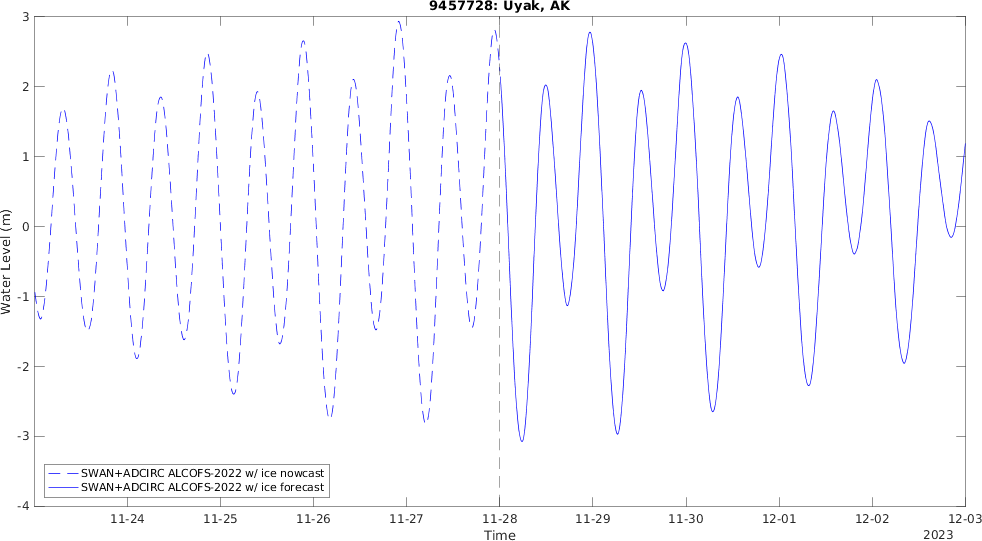 9457728: Uyak, AK
3
2
1
0
-1
-2
-3
-4
Water Level (m)
SWAN+ADCIRC ALCOFS-2022 w/ ice nowcast
SWAN+ADCIRC ALCOFS-2022 w/ ice forecast
11-24 11-25 11-26 11-27 11-28 11-29 11-30 12-01 12-02 12-03
Time
2023